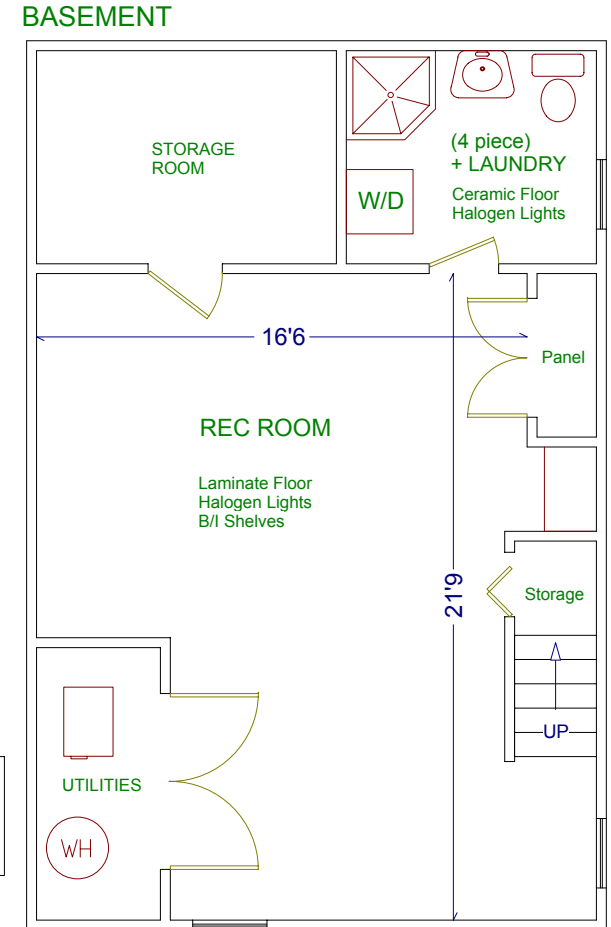 BASEMENT
STORAGE
ROOM
(4 piece)
+ LAUNDRY
W/D
Ceramic Floor
Halogen Lights
16'6
Panel
REC ROOM
Laminate Floor
Halogen Lights
B/I Shelves
21'9
Storage
UP
UTILITIES
WH